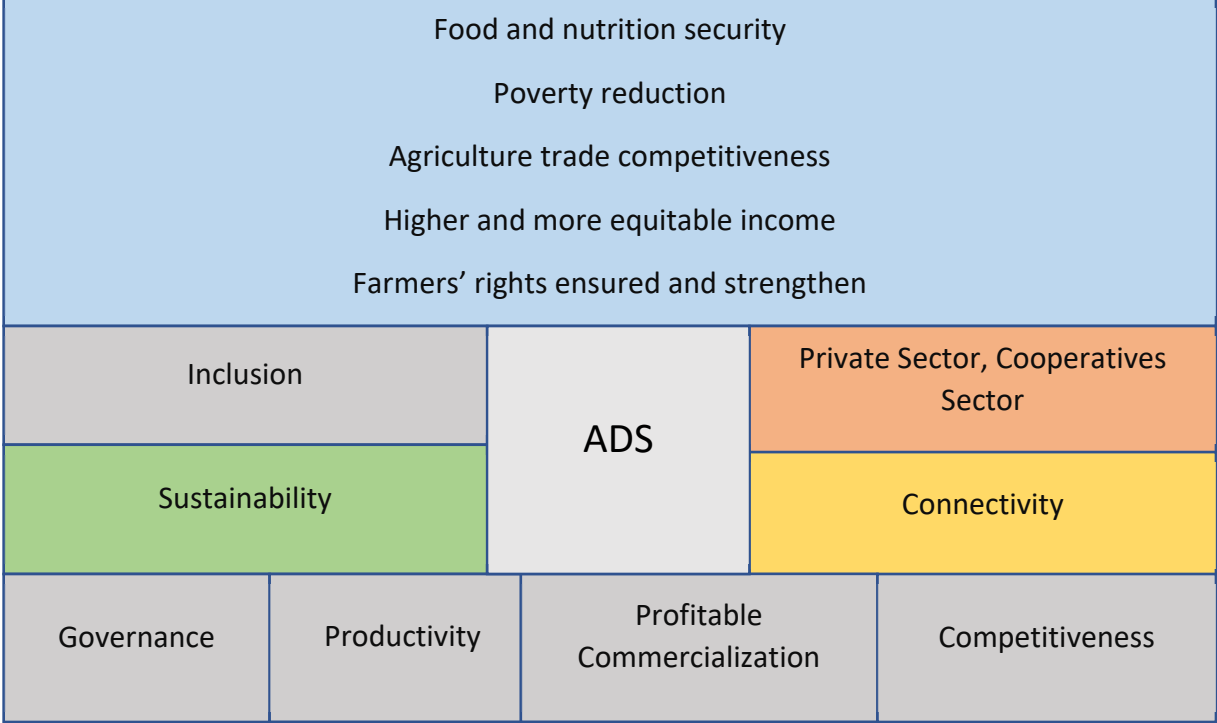 Food and nutrition security
Poverty reduction
Agriculture trade competitiveness
Higher and more equitable income
Farmers’ rights ensured and strengthen
Inclusion
ADS
Private Sector, Cooperatives
Sector
Sustainability
Connectivity
Governance
Productivity
Profitable
Commercialization
Competitiveness